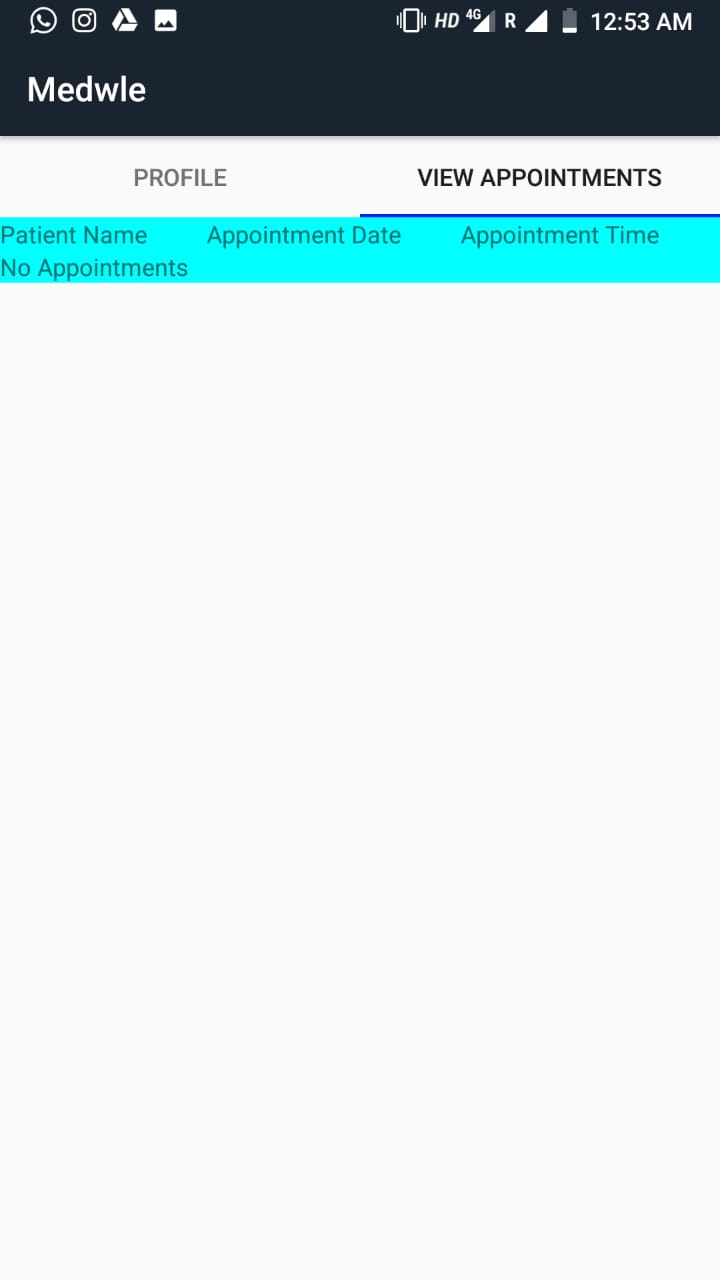 HD 4G R 12:53 AM
Medwle
PROFILE VIEW APPOINTMENTS
Patient Name Appointment Date Appointment Time
No Appointments